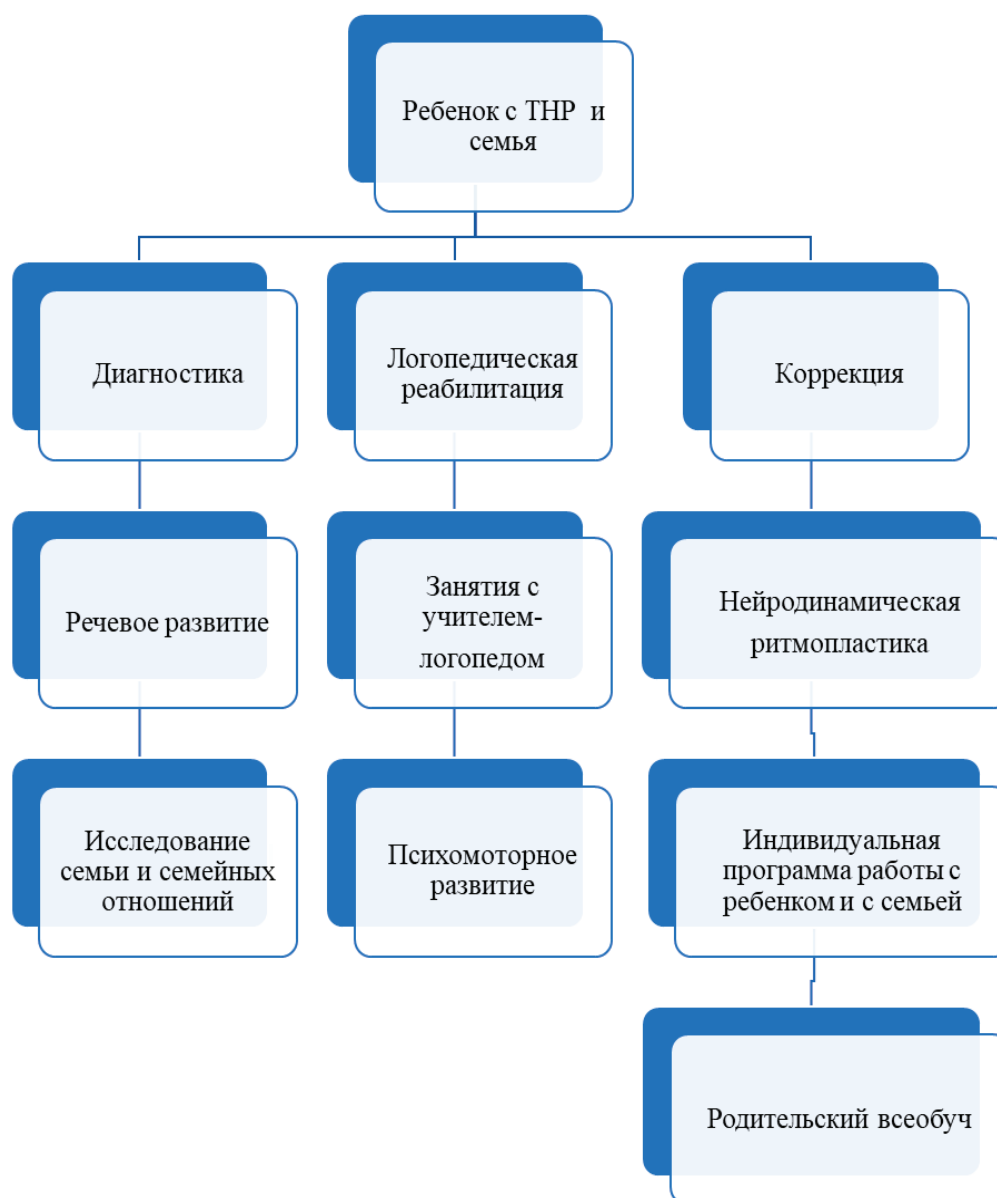 Ребенок с ТНР и
семья
Диагностика
Логопедическая
реабилитация
Коррекция
Речевое развитие
Занятия с
учителем-
логопедом
Нейродинамическая
ритмопластика
Исследование
семьи и семейных
отношений
Психомоторное
развитие
Индивидуальная
программа работы с
ребенком и с семьей
Родительский всеобуч